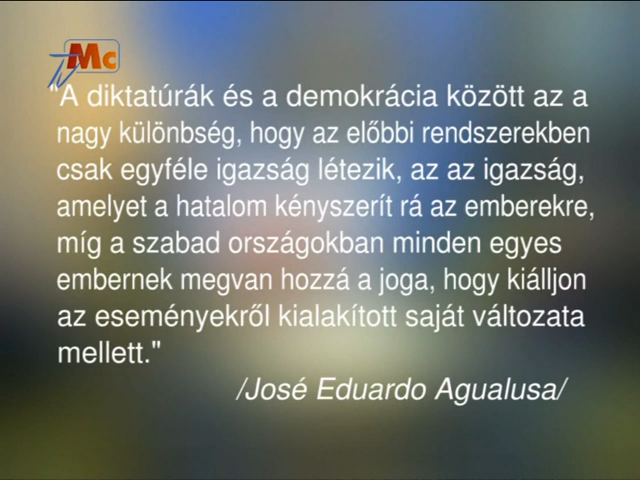 Mc
TV
"A diktatúrák és a demokrácia között az a
nagy különbség, hogy az előbbi rendszerekben
csak egyféle igazság létezik, az az igazság,
amelyet a hatalom kényszerít rá az emberekre,
míg a szabad országokban minden egyes
embernek megvan hozzá a joga, hogy kiálljon
az eseményekről kialakított saját változata
mellett."
/José Eduardo Agualusa/